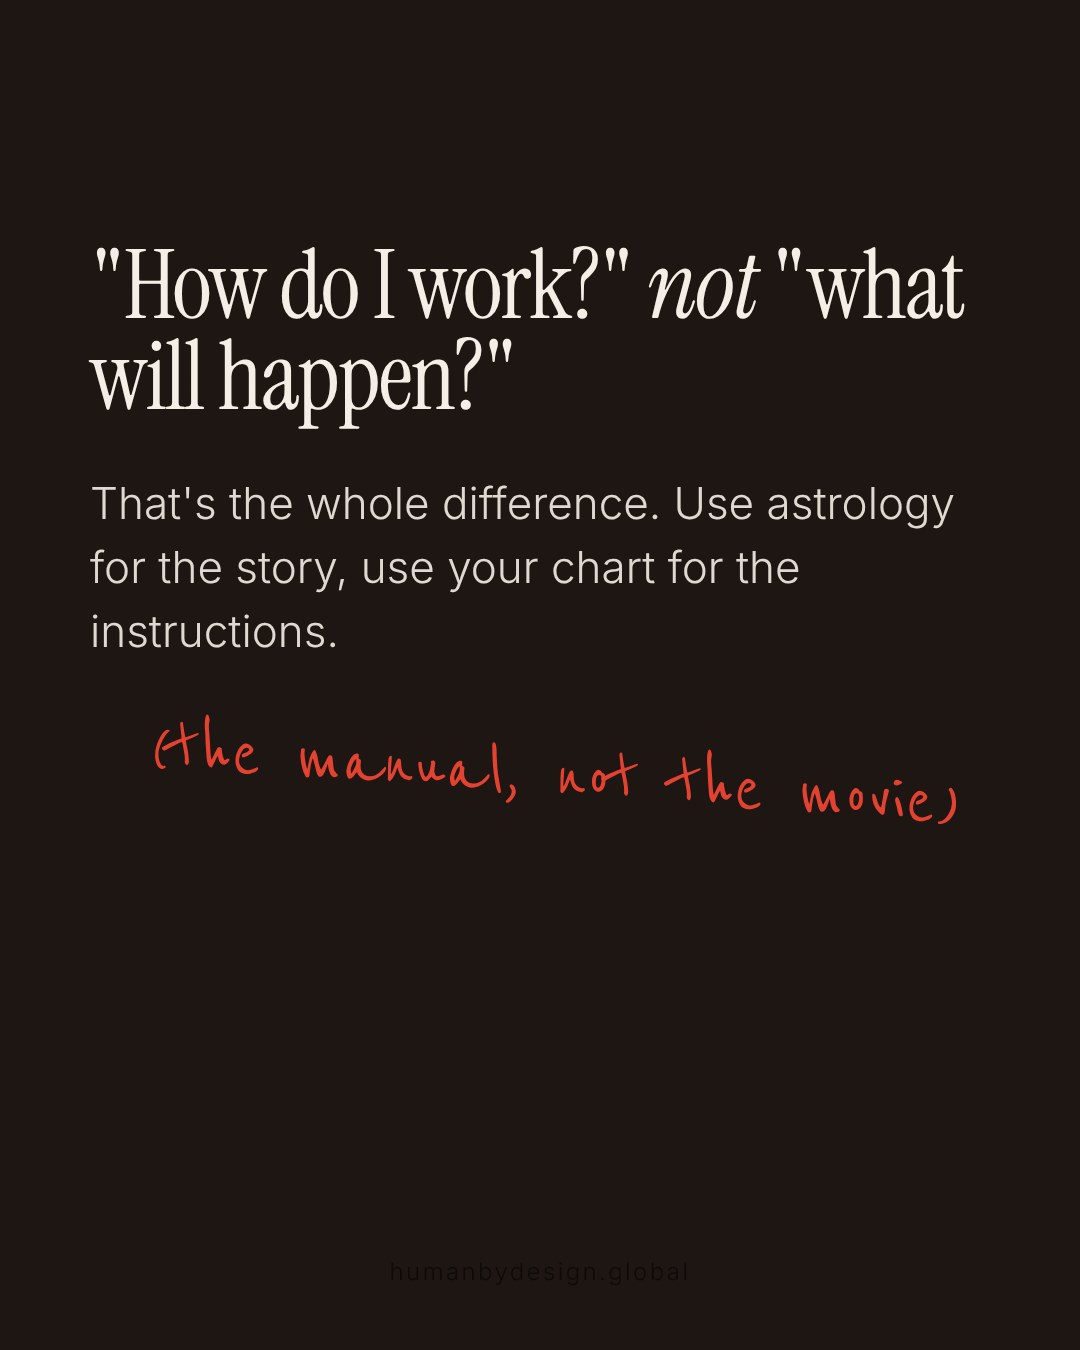 "How do I work?" not "what
will happen?"
That's the whole difference. Use astrology
for the story, use your chart for the
instructions.
(the manual, not the movie)
humanbydesign.global